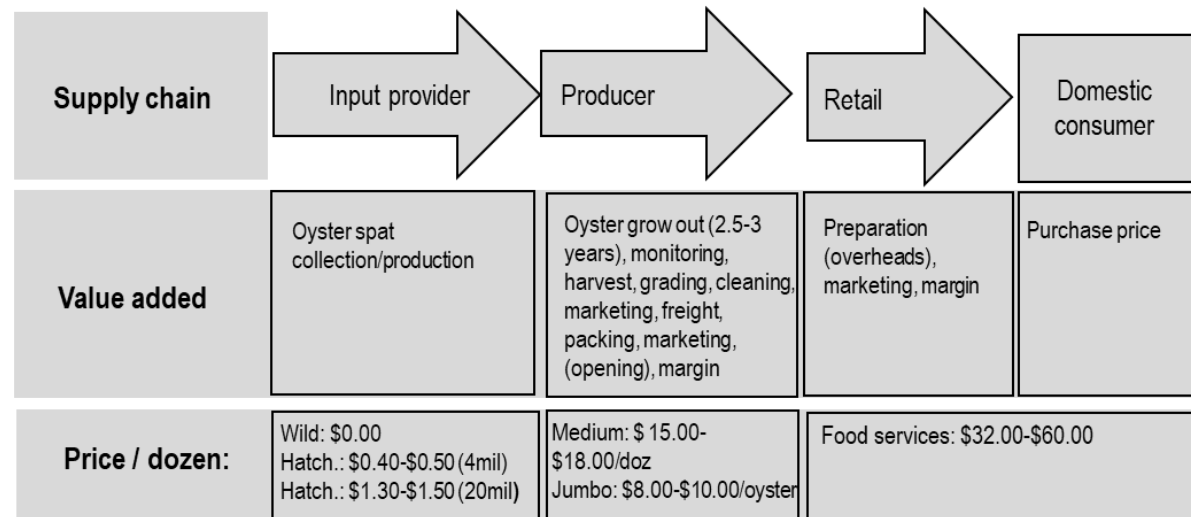 Supply chain
Input provider
Producer
Retail
Domestic
consumer
Value added
Oyster spat
collection/production
Oyster grow out (2.5-3
years), monitoring,
harvest, grading, cleaning,
marketing, freight,
packing, marketing,
(opening), margin
Preparation
(overheads),
marketing, margin
Purchase price
Price / dozen:
Wild: $0.00
Hatch.: $0.40-$0.50 (4mil)
Hatch.: $1.30-$1.50 (20mil)
Medium: $ 15.00-
$18.00/doz
Jumbo: $8.00-$10.00/oyster
Food services: $32.00-$60.00